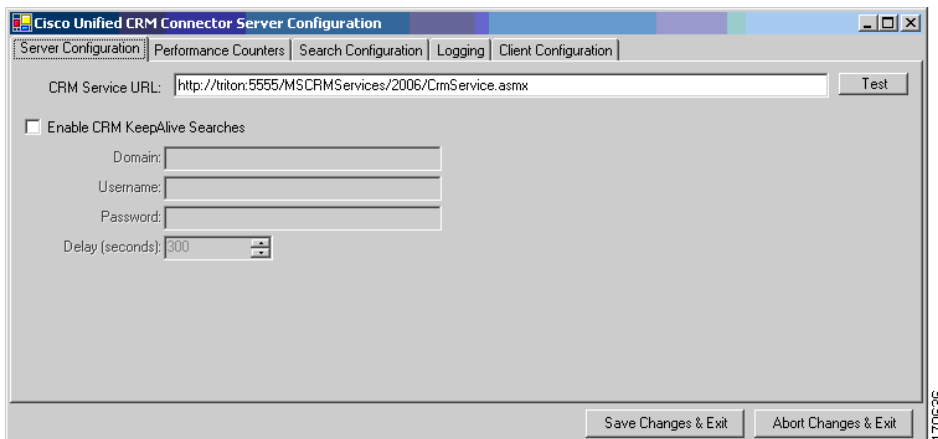 Cisco Unified CRM Connector Server Configuration
Server Configuration Performance Counters Search Configuration Logging Client Configuration
CRM Service URL: http://triton:5555/MSCRMServices/2006/CrmService.asmx Test
Enable CRM KeepAlive Searches
Domain:
Username:
Password:
Delay (seconds): 300
Save Changes & Exit Abort Changes & Exit
170636